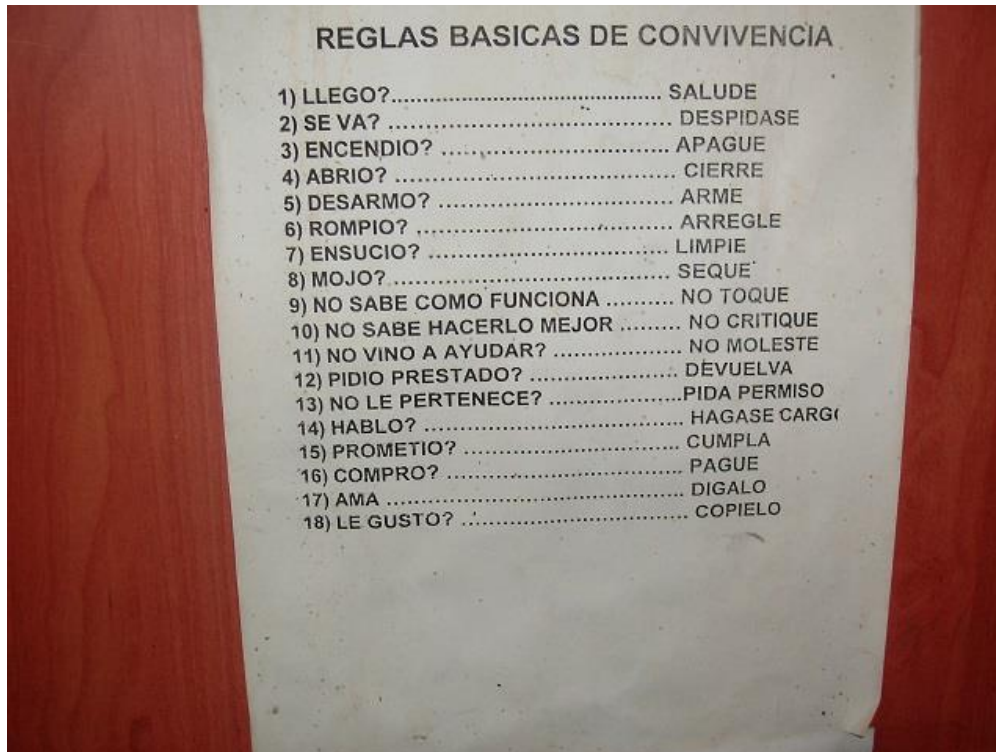 REGLAS BASICAS DE CONVIVENCIA
1) LLEGO?............................................. SALUDE
2) SE VA? ............................................. DESPIDASE
3) ENCENDIO? ..................................... APAGUE
4) ABRIO? ............................................. CIERRE
5) DESARMO? ..................................... ARME
6) ROMPIO? ......................................... ARREGLE
7) ENSUCIO? ...................................... LIMPIE
8) MOJO?............................................. SEQUE
9) NO SABE COMO FUNCIONA .......... NO TOQUE
10) NO SABE HACERLO MEJOR ......... NO CRITIQUE
11) NO VINO A AYUDAR? ................... NO MOLESTE
12) PIDIO PRESTADO? ...................... DEVUELVA
13) NO LE PERTENECE? ....................PIDA PERMISO
14) HABLO? ......................................... HAGASE CARGO
15) PROMETIO? ................................... CUMPLA
16) COMPRO? ...................................... PAGUE
17) AMA .............................................. DIGALO
18) LE GUSTO? ................................... COPIELO